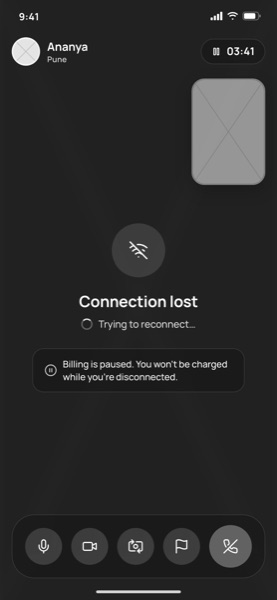 9:41
Ananya
Pune
03:41
Connection lost
Trying to reconnect...
Billing is paused. You won't be charged
while you're disconnected.